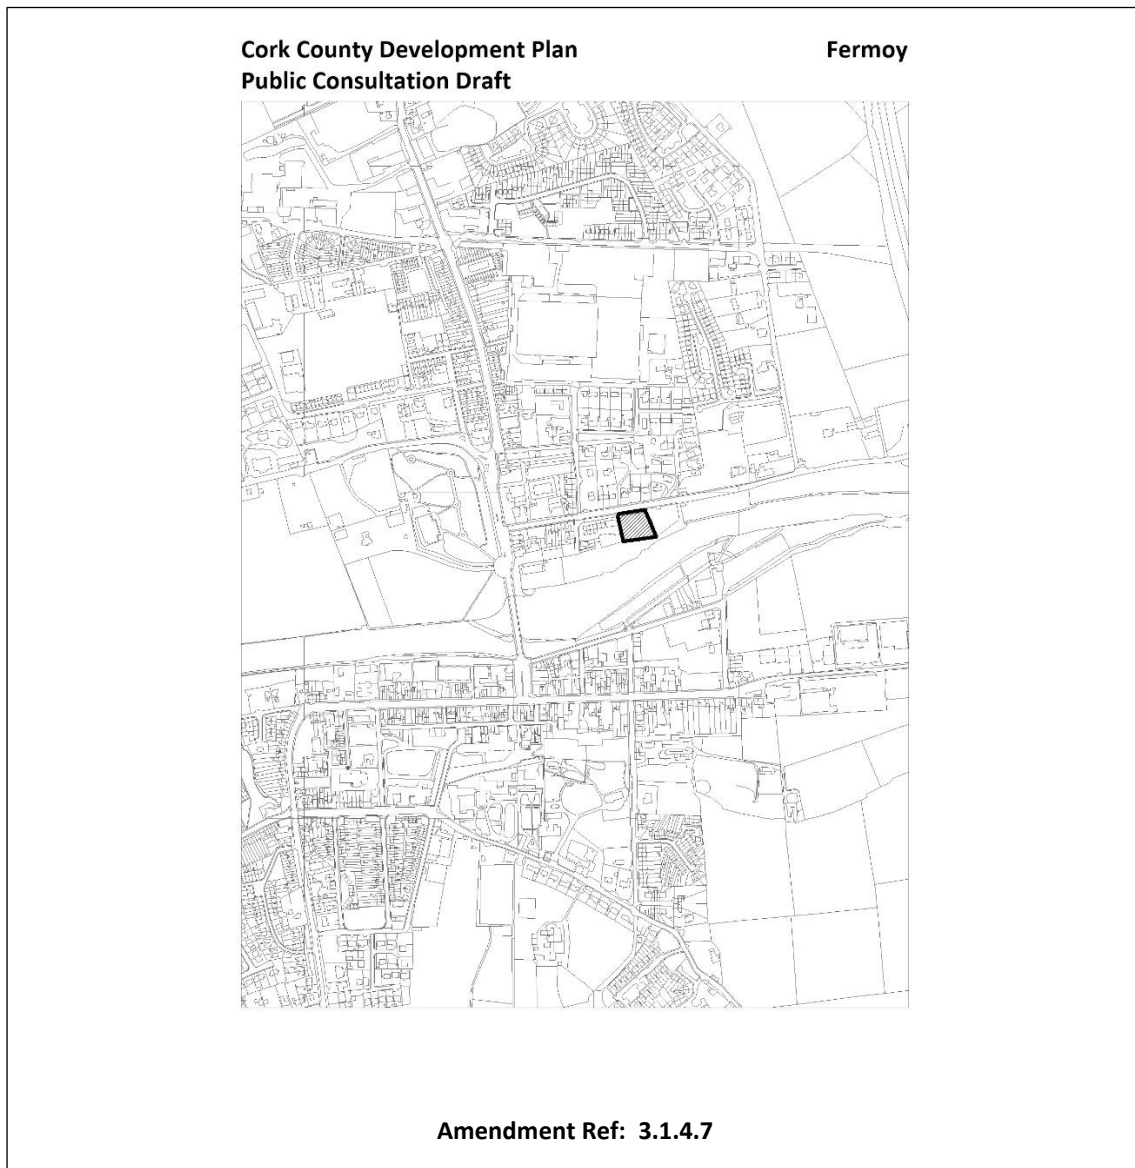 Cork County Development Plan Fermoy
Public Consultation Draft
Amendment Ref: 3.1.4.7